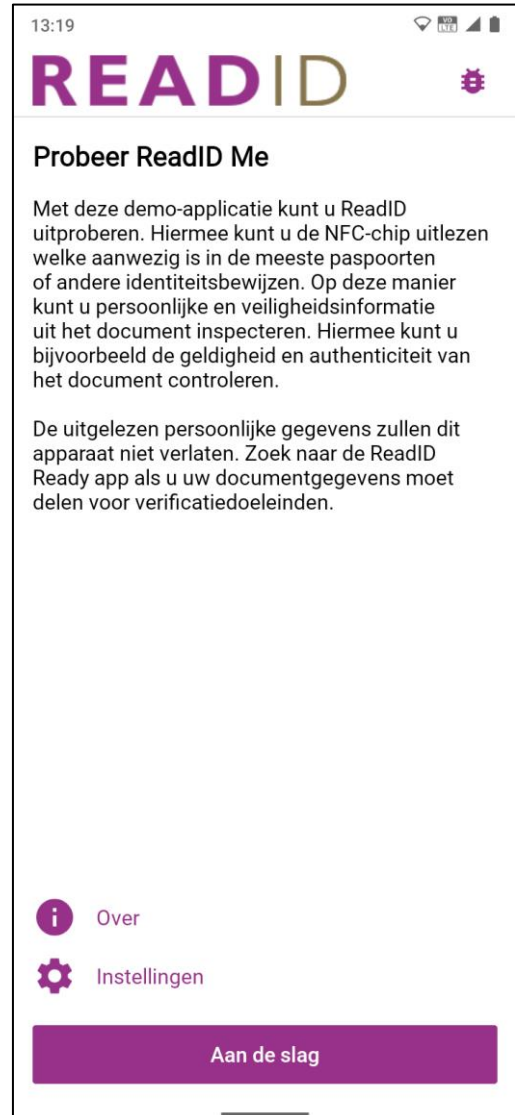 13:19
VO
LTE
READID
Probeer ReadID Me
Met deze demo-applicatie kunt u ReadID
uitproberen. Hiermee kunt u de NFC-chip uitlezen
welke aanwezig is in de meeste paspoorten
of andere identiteitsbewijzen. Op deze manier
kunt u persoonlijke en veiligheidsinformatie
uit het document inspecteren. Hiermee kunt u
bijvoorbeeld de geldigheid en authenticiteit van
het document controleren.
De uitgelezen persoonlijke gegevens zullen dit
apparaat niet verlaten. Zoek naar de ReadID
Ready app als u uw documentgegevens moet
delen voor verificatiedoeleinden.
Over
Instellingen
Aan de slag